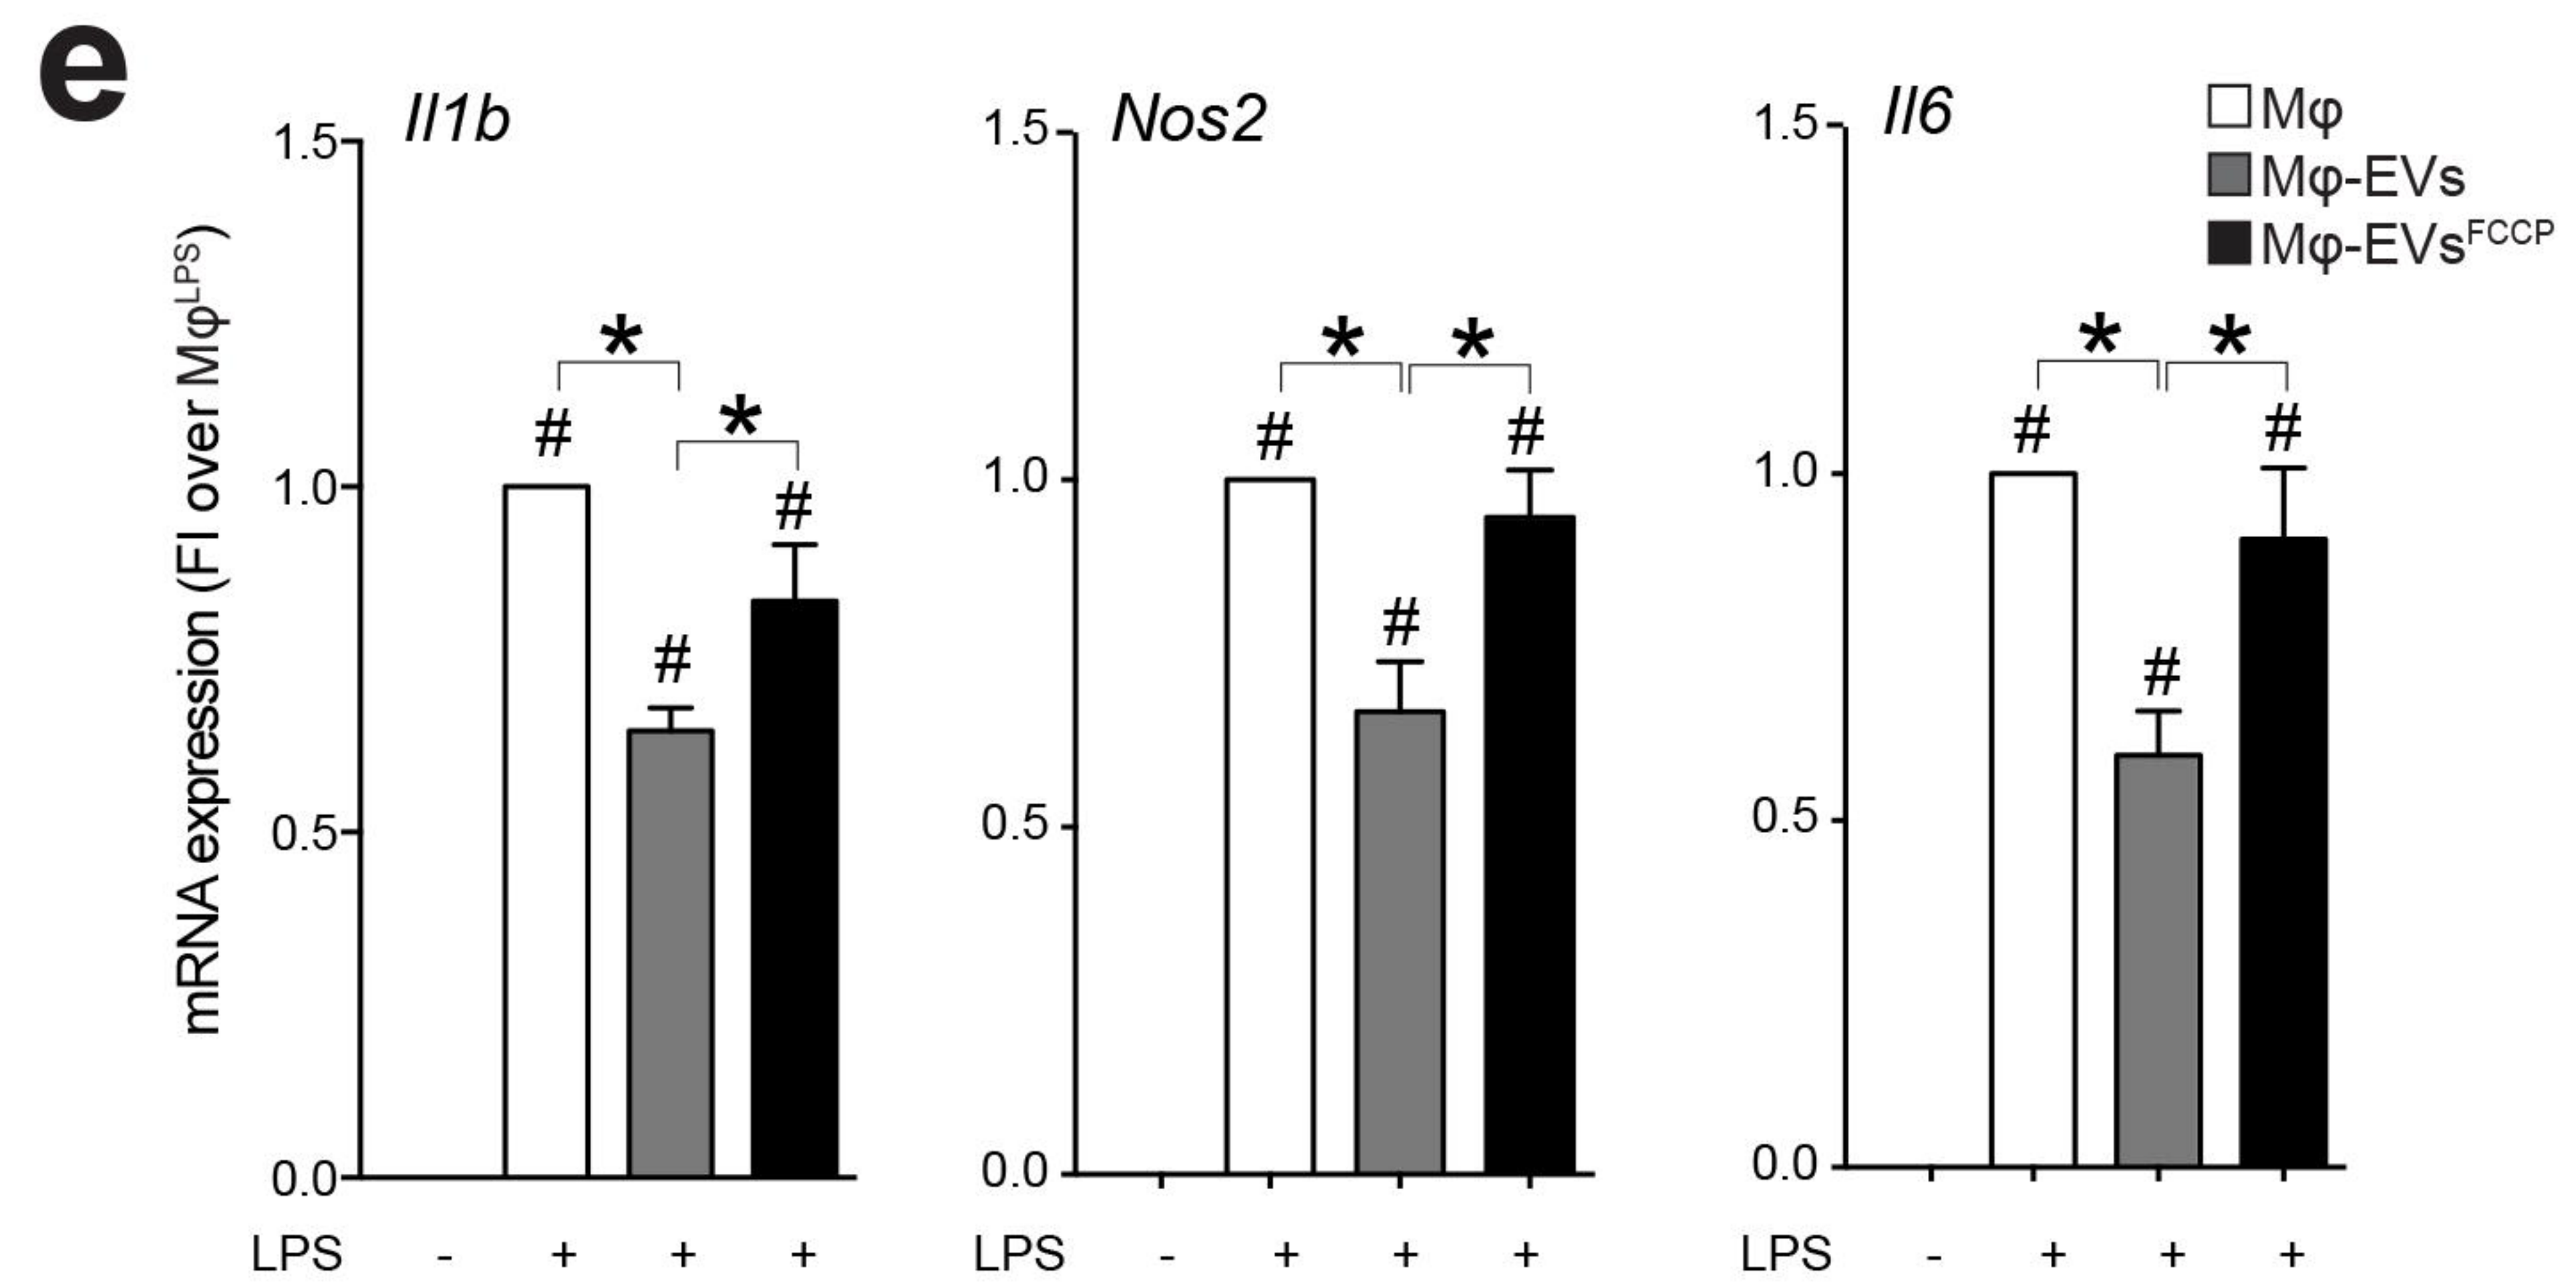 e
Il1b
Nos2
Il6
Mφ
Mφ-EVs
Mφ-EVsFCCP
mRNA expression (FI over MφLPS)
1.5
1.0
0.5
0.0
* *
# # #
LPS - + + +
1.5
1.0
0.5
0.0
* *
# # #
LPS - + + +
1.5
1.0
0.5
0.0
* *
# # #
LPS - + + +